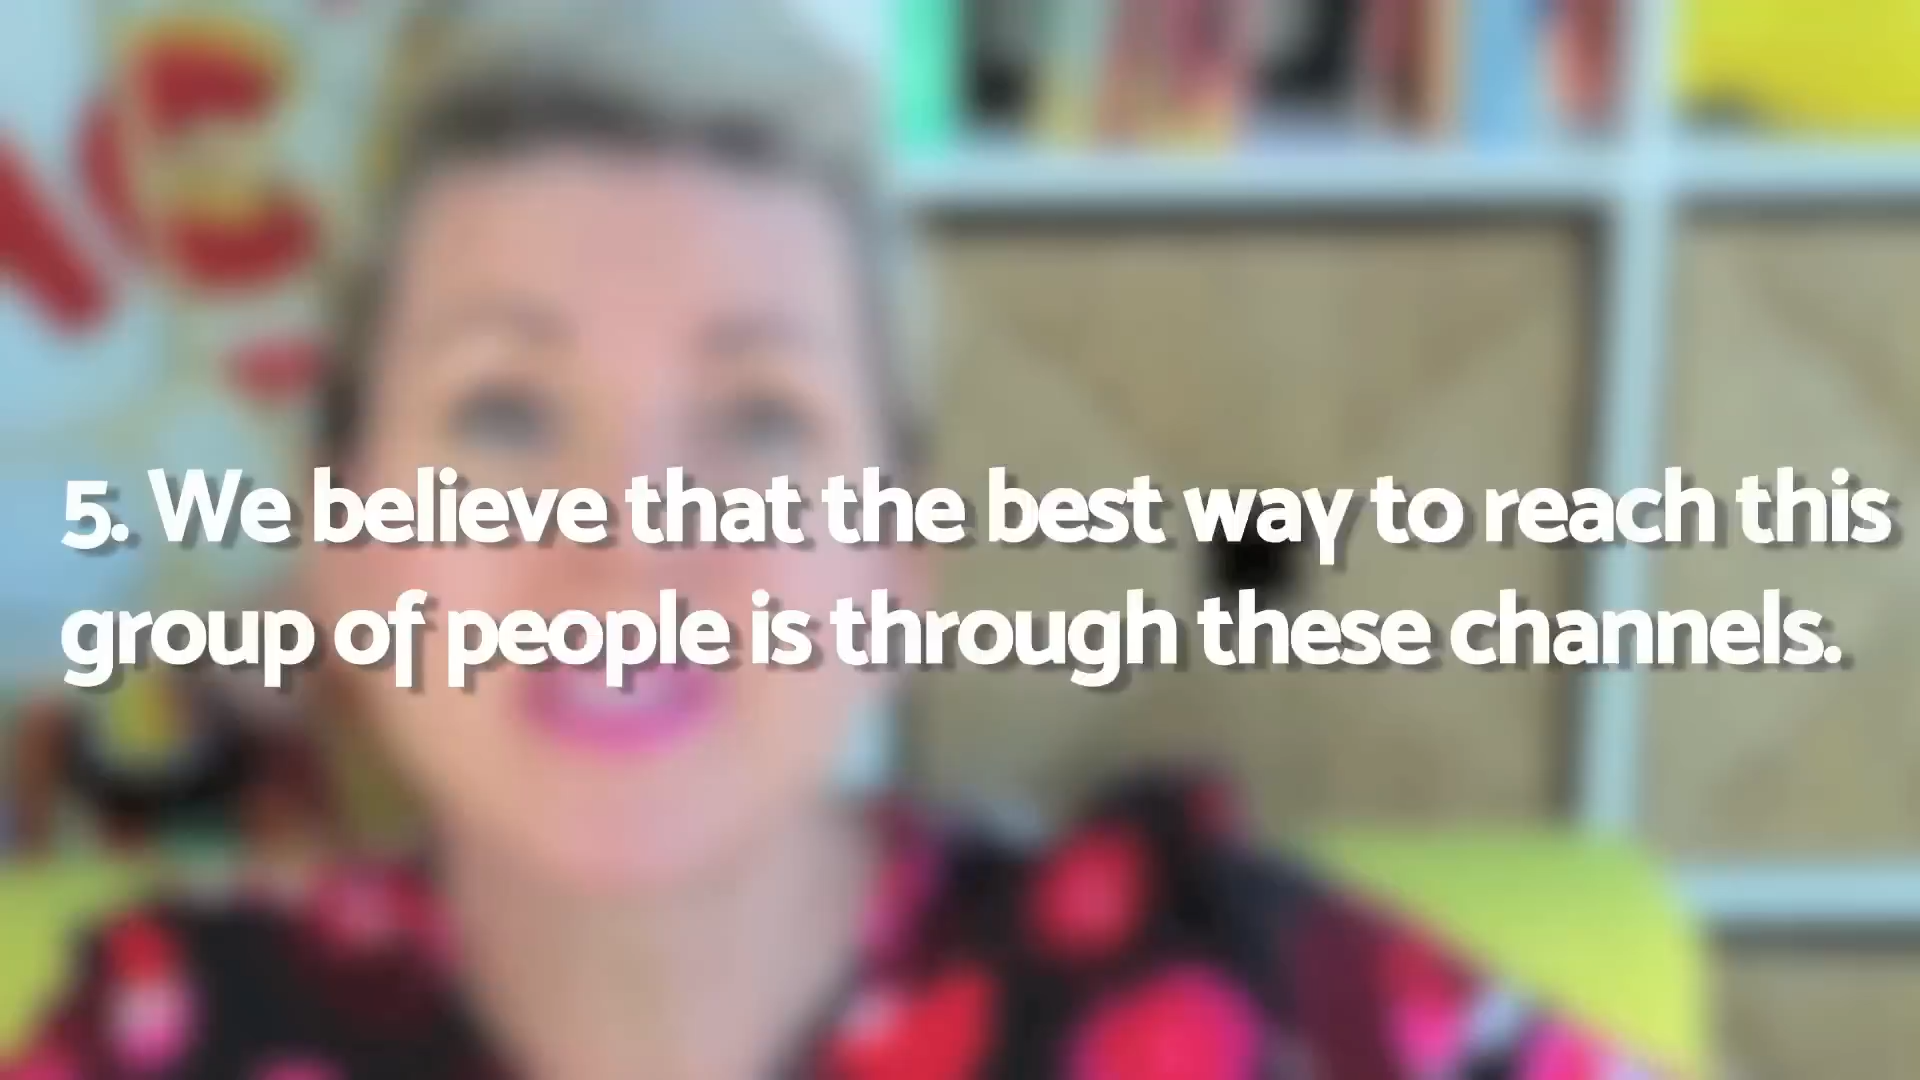 5. We believe that the best way to reach this
group of people is through these channels.